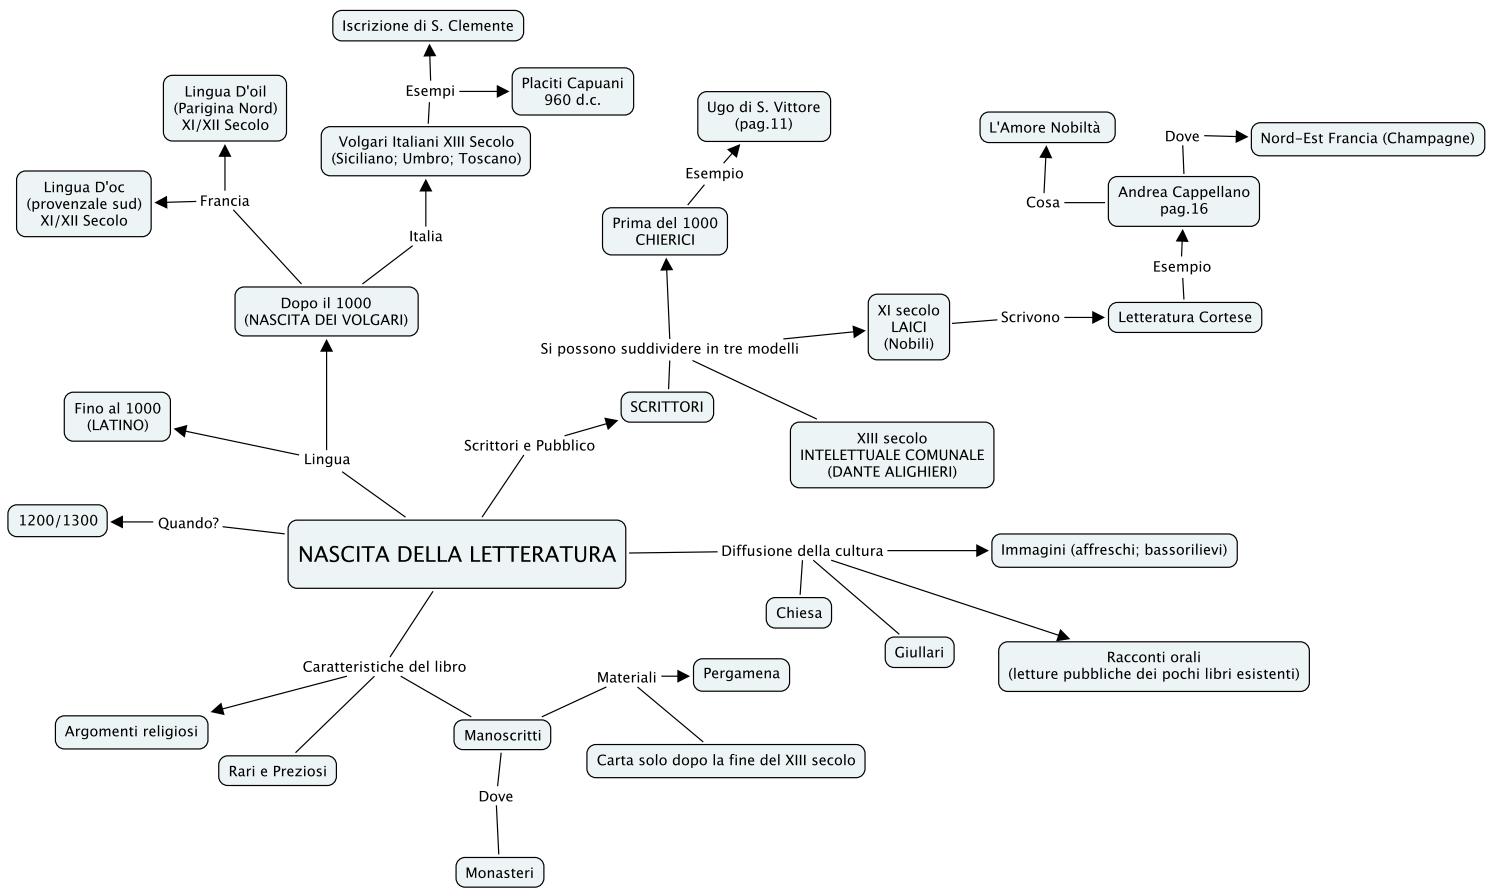 Iscrizione di S. Clemente
Esempi
Placiti Capuani
960 d.c.
Lingua D'oil
(Parigina Nord)
XI/XII Secolo
Volgari Italiani XIII Secolo
(Siciliano; Umbro; Toscano)
Lingua D'oc
(provenzale sud)
XI/XII Secolo
Francia
Italia
Dopo il 1000
(NASCITA DEI VOLGARI)
Fino al 1000
(LATINO)
Lingua
1200/1300
Quando?
NASCITA DELLA LETTERATURA
Ugo di S. Vittore
(pag.11)
Esempio
Prima del 1000
CHIERICI
Si possono suddividere in tre modelli
SCRITTORI
Scrittori e Pubblico
XI secolo
LAICI
(Nobili)
Scrivono
Letteratura Cortese
Esempio
Andrea Cappellano
pag.16
Cosa
L'Amore Nobiltà
Dove
Nord-Est Francia (Champagne)
XIII secolo
INTELETTUALE COMUNALE
(DANTE ALIGHIERI)
Diffusione della cultura
Immagini (affreschi; bassorilievi)
Chiesa
Giullari
Racconti orali
(letture pubbliche dei pochi libri esistenti)
Caratteristiche del libro
Argomenti religiosi
Rari e Preziosi
Manoscritti
Materiali
Pergamena
Carta solo dopo la fine del XIII secolo
Dove
Monasteri